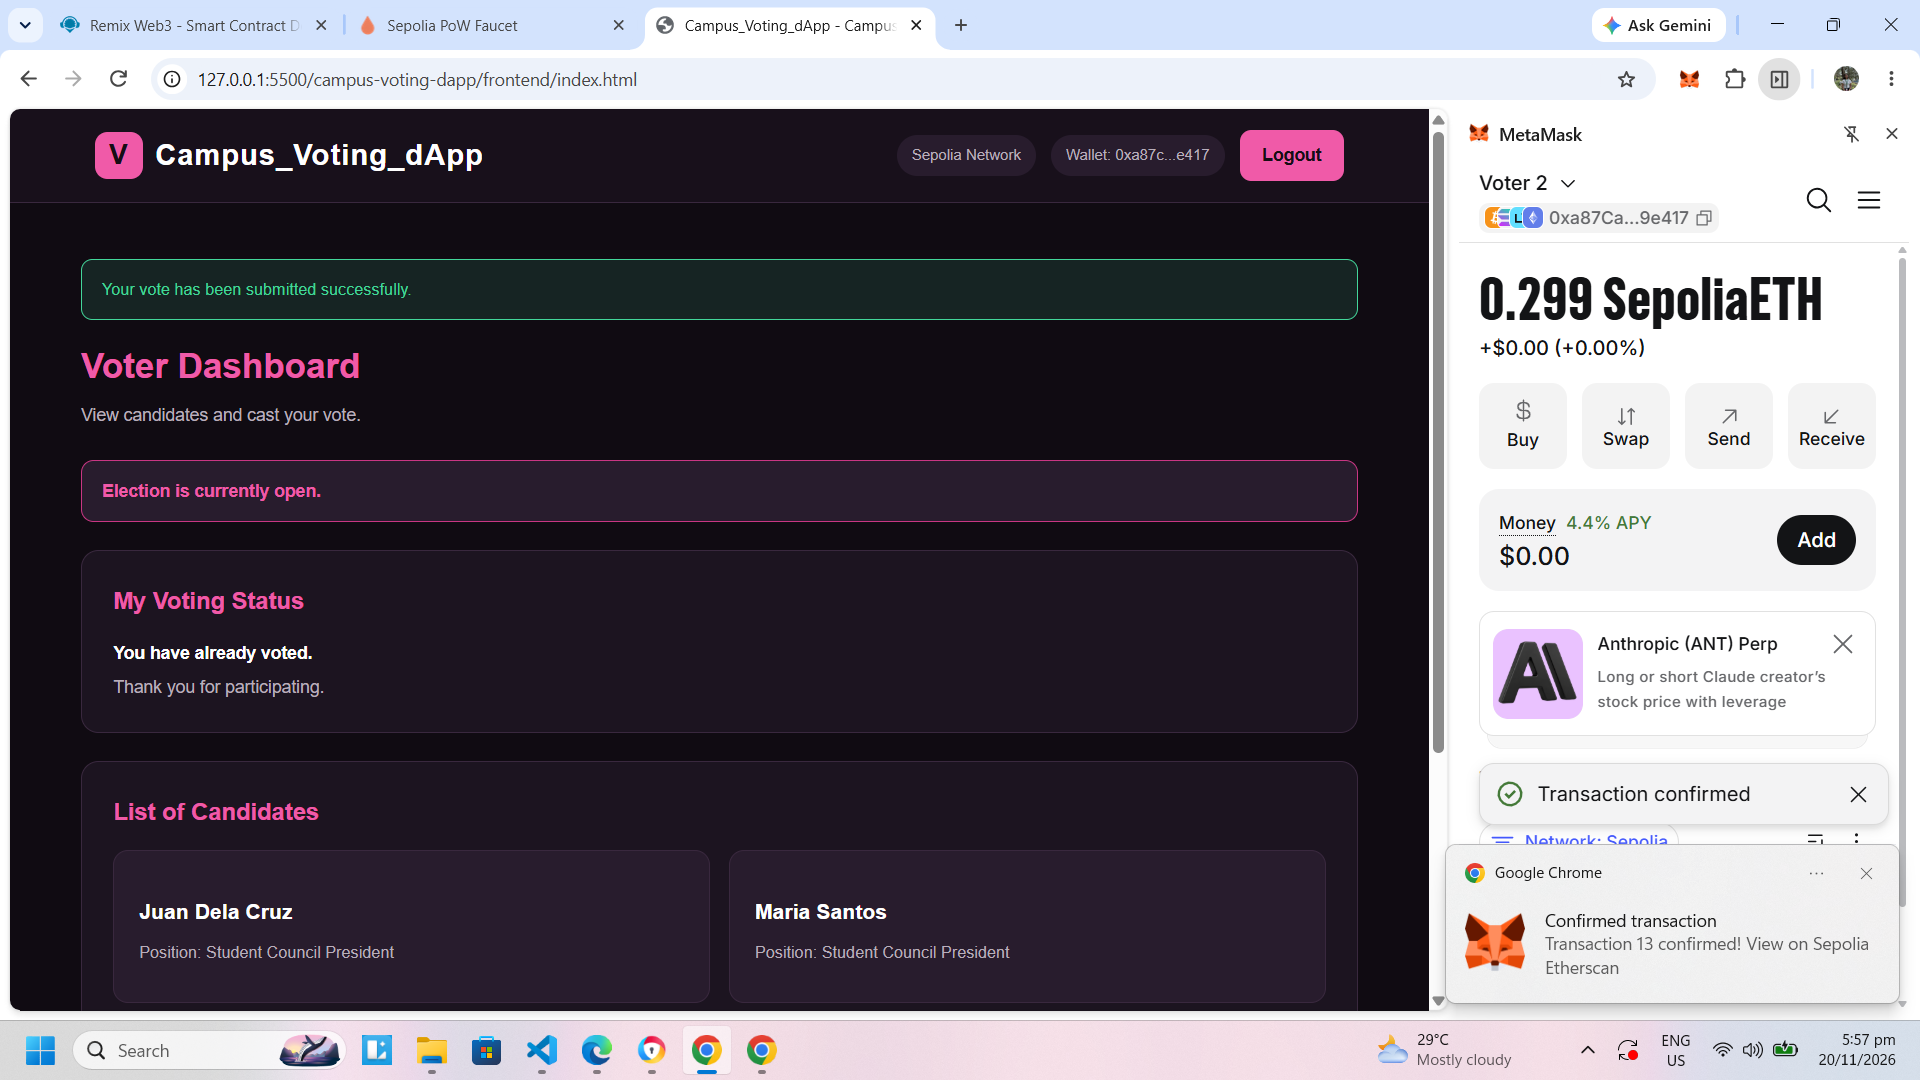 Remix Web3 - Smart Contract D
Sepolia PoW Faucet
Campus_Voting_dApp - Campus
Ask Gemini
127.0.0.1:5500/campus-voting-dapp/frontend/index.html
V
Campus_Voting_dApp
Sepolia Network
Wallet: 0xa87c...e417
Logout
Your vote has been submitted successfully.
Voter Dashboard
View candidates and cast your vote.
Election is currently open.
My Voting Status
You have already voted.
Thank you for participating.
List of Candidates
Juan Dela Cruz
Position: Student Council President
Maria Santos
Position: Student Council President
MetaMask
Voter 2
0xa87Ca...9e417
0.299 SepoliaETH
+$0.00 (+0.00%)
Buy
Swap
Send
Receive
Money 4.4% APY
$0.00
Add
Anthropic (ANT) Perp
Long or short Claude creator's
stock price with leverage
Transaction confirmed
Network: Sepolia
Google Chrome
Confirmed transaction
Transaction 13 confirmed! View on Sepolia
Etherscan
Search
29°C
Mostly cloudy
ENG
US
5:57 pm
20/11/2026